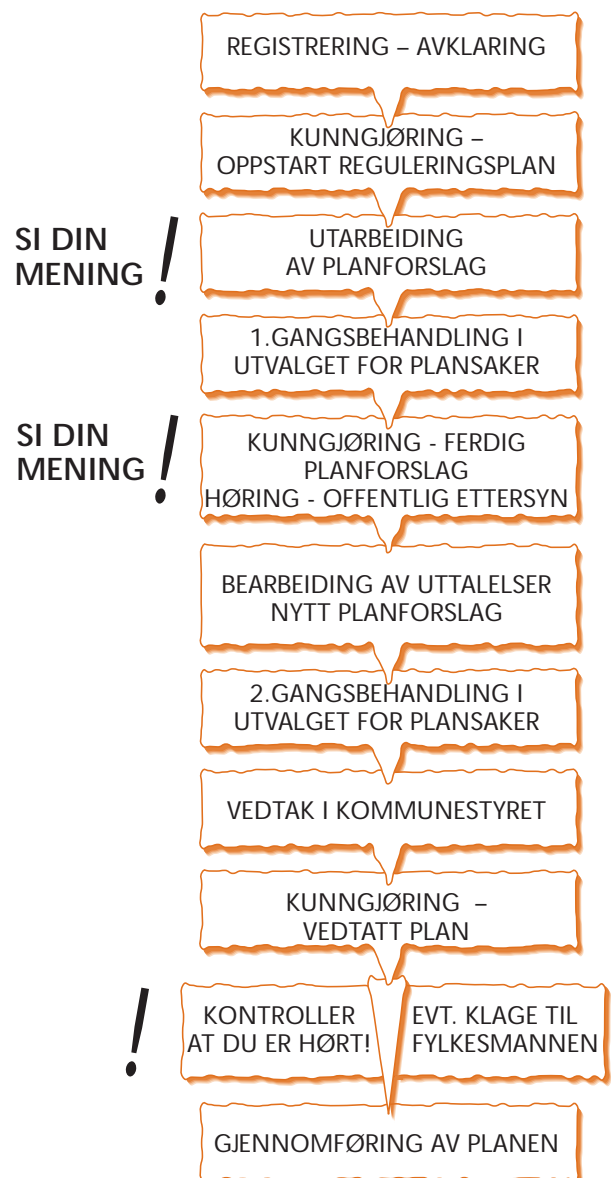 REGISTRERING – AVKLARING
KUNNGJØRING –
OPPSTART REGULERINGSPLAN
SI DIN
MENING !
UTARBEIDING
AV PLANFORSLAG
1.GANGSBEHANDLING I
UTVALGET FOR PLANSAKER
SI DIN
MENING !
KUNNGJØRING - FERDIG
PLANFORSLAG
HØRING - OFFENTLIG ETTERSYN
BEARBEIDING AV UTTALELSER
NYTT PLANFORSLAG
2.GANGSBEHANDLING I
UTVALGET FOR PLANSAKER
VEDTAK I KOMMUNESTYRET
KUNNGJØRING –
VEDTATT PLAN
!
KONTROLLER
AT DU ER HØRT!
EVT. KLAGE TIL
FYLKESMANNEN
GJENNOMFØRING AV PLANEN